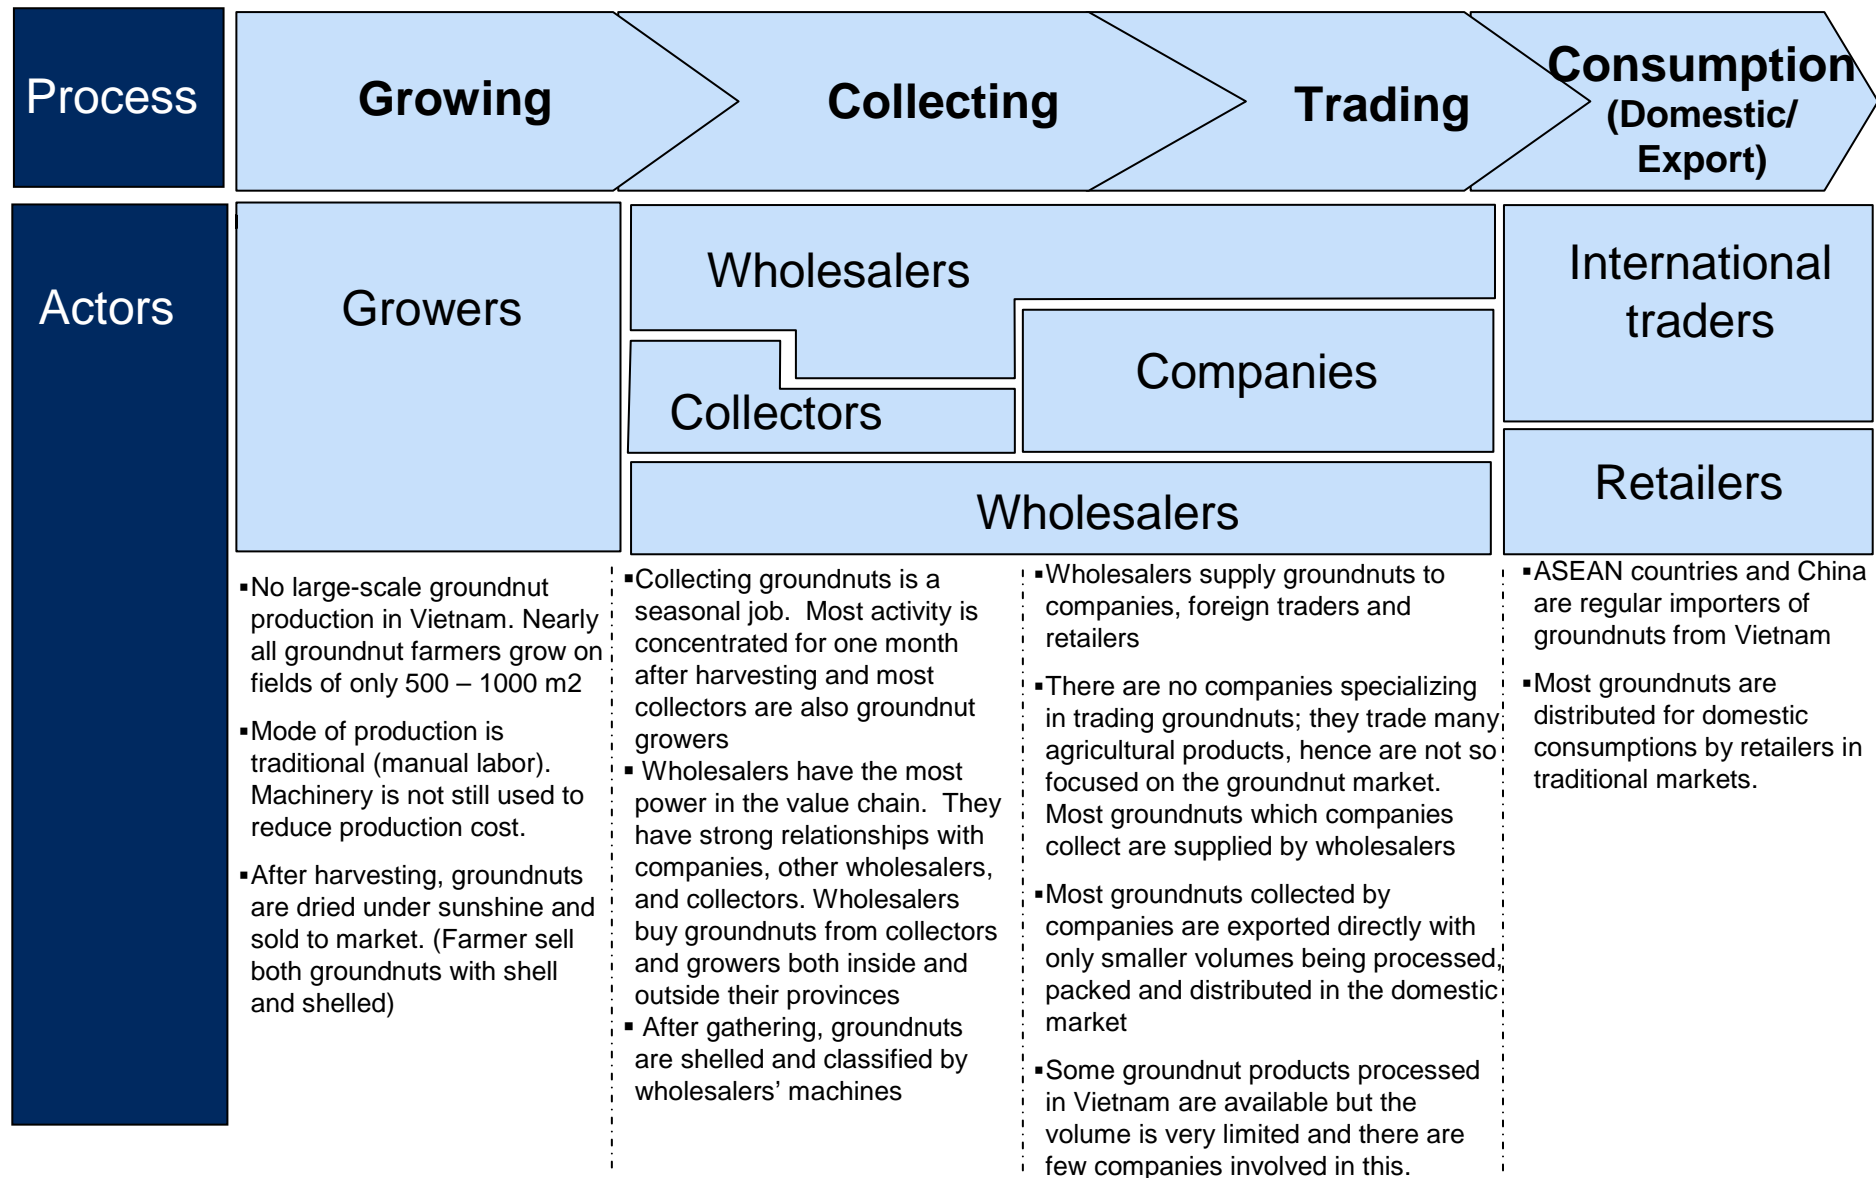 Process
Growing
Collecting
Trading
Consumption
(Domestic/
Export)
Actors
Growers
Wholesalers
Collectors
Companies
Wholesalers
International
traders
Retailers
▪No large-scale groundnut
production in Vietnam. Nearly
all groundnut farmers grow on
fields of only 500 – 1000 m2
▪Mode of production is
traditional (manual labor).
Machinery is not still used to
reduce production cost.
▪After harvesting, groundnuts
are dried under sunshine and
sold to market. (Farmer sell
both groundnuts with shell
and shelled)
▪Collecting groundnuts is a
seasonal job.  Most activity is
concentrated for one month
after harvesting and most
collectors are also groundnut
growers
▪ Wholesalers have the most
power in the value chain.  They
have strong relationships with
companies, other wholesalers,
and collectors. Wholesalers
buy groundnuts from collectors
and growers both inside and
outside their provinces
▪ After gathering, groundnuts
are shelled and classified by
wholesalers’ machines
▪Wholesalers supply groundnuts to
companies, foreign traders and
retailers
▪There are no companies specializing
in trading groundnuts; they trade many
agricultural products, hence are not so
focused on the groundnut market.
Most groundnuts which companies
collect are supplied by wholesalers
▪Most groundnuts collected by
companies are exported directly with
only smaller volumes being processed,
packed and distributed in the domestic
market
▪Some groundnut products processed
in Vietnam are available but the
volume is very limited and there are
few companies involved in this.
▪ASEAN countries and China
are regular importers of
groundnuts from Vietnam
▪Most groundnuts are
distributed for domestic
consumptions by retailers in
traditional markets.